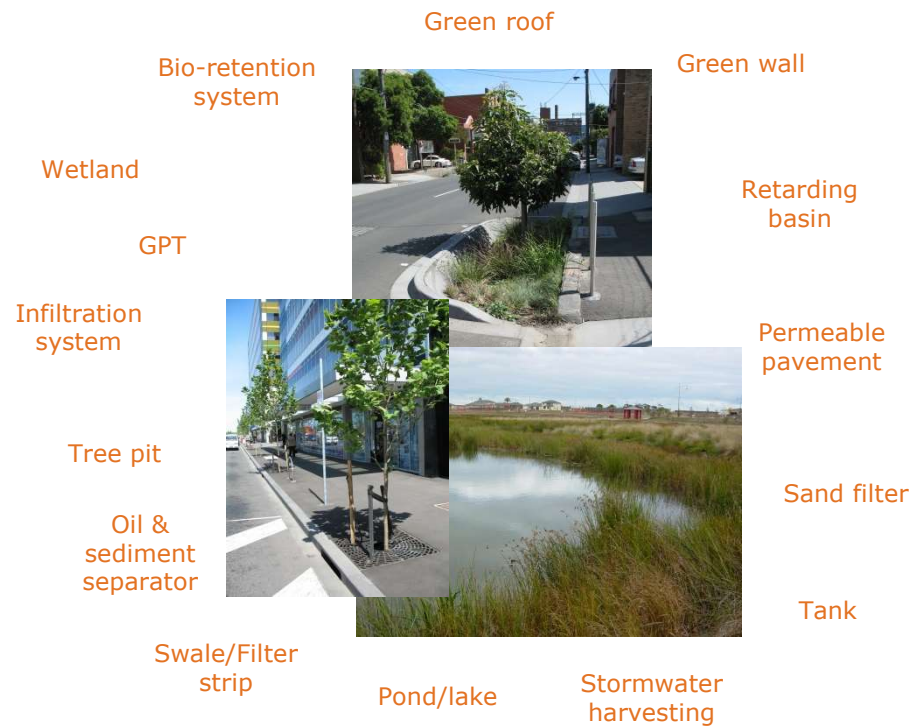 Green roof
Bio-retention
system
Green wall
Wetland
Retarding
basin
GPT
Infiltration
system
Permeable
pavement
Tree pit
Sand filter
Oil &
sediment
separator
Tank
Swale/Filter
strip
Pond/lake
Stormwater
harvesting